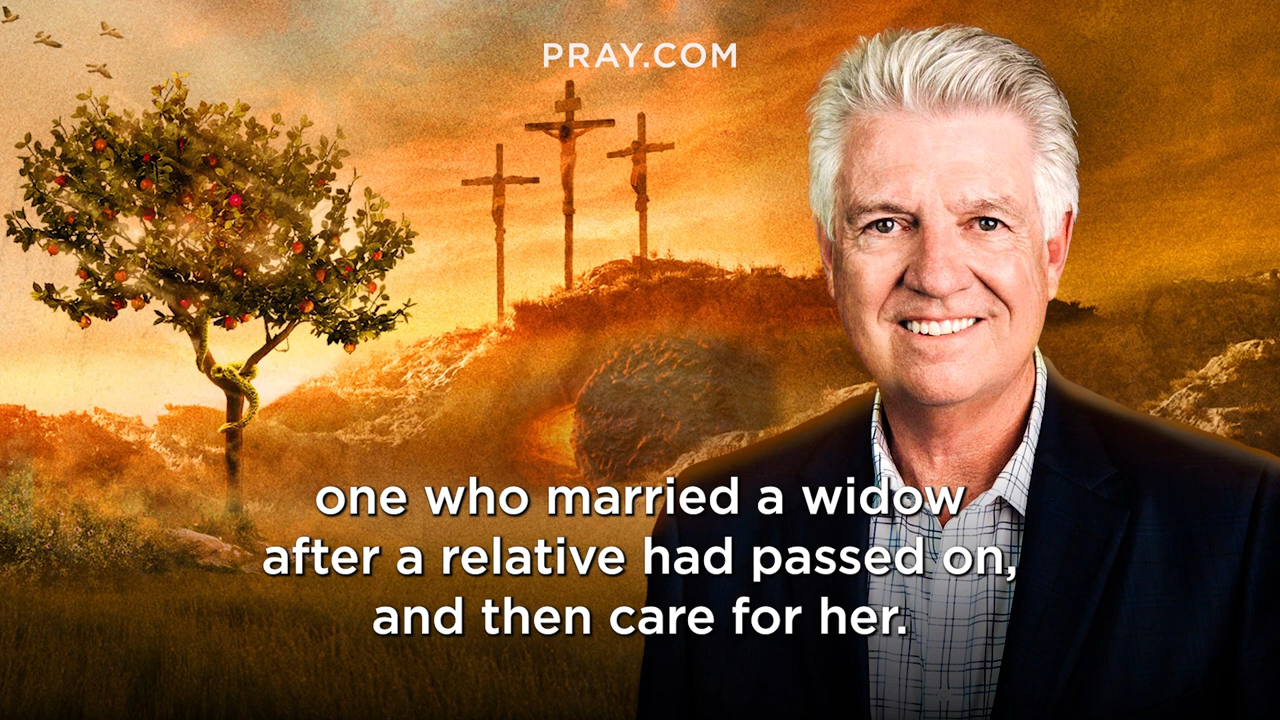 PRAY.COM
one who married a widow
after a relative had passed on,
and then care for her.